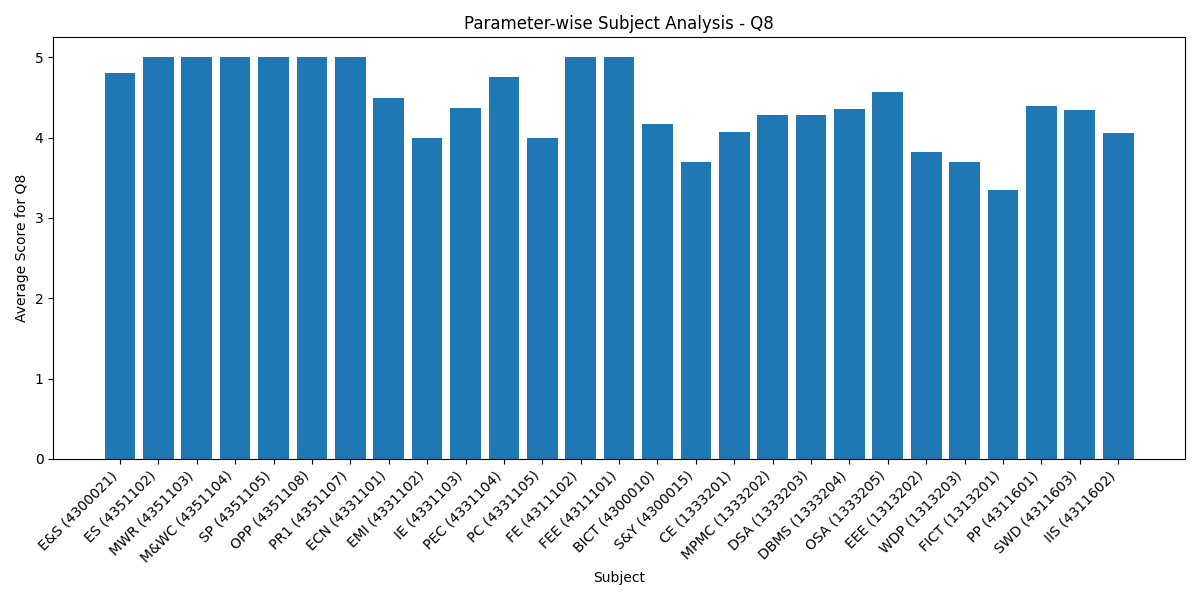 Parameter-wise Subject Analysis - Q8
5
4
3
2
1
0
Average Score for Q8
E&S (4300021)
ES (4351102)
MWR (4351103)
M&WC (4351104)
SP (4351105)
OPP (4351108)
PR1 (4351107)
ECN (4331101)
EMI (4331102)
IE (4331103)
PEC (4331104)
PC (4331105)
FE (4311102)
FEE (4311101)
BICT (4300010)
S&Y (4300015)
CE (1333201)
MPMC (1333202)
DSA (1333203)
DBMS (1333204)
OSA (1333205)
EEE (1313202)
WDP (1313203)
FICT (1313201)
PP (4311601)
SWD (4311603)
IIS (4311602)
Subject